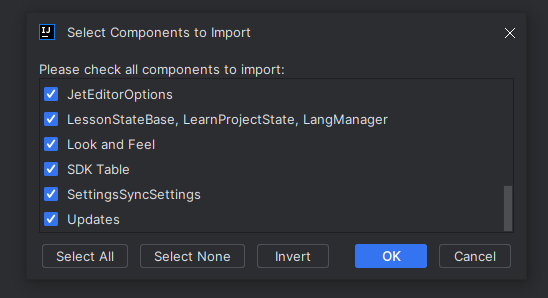 IJ
Select Components to Import
Please check all components to import:
JetEditorOptions
LessonStateBase, LearnProjectState, LangManager
Look and Feel
SDK Table
SettingsSyncSettings
Updates
Select All Select None Invert OK Cancel